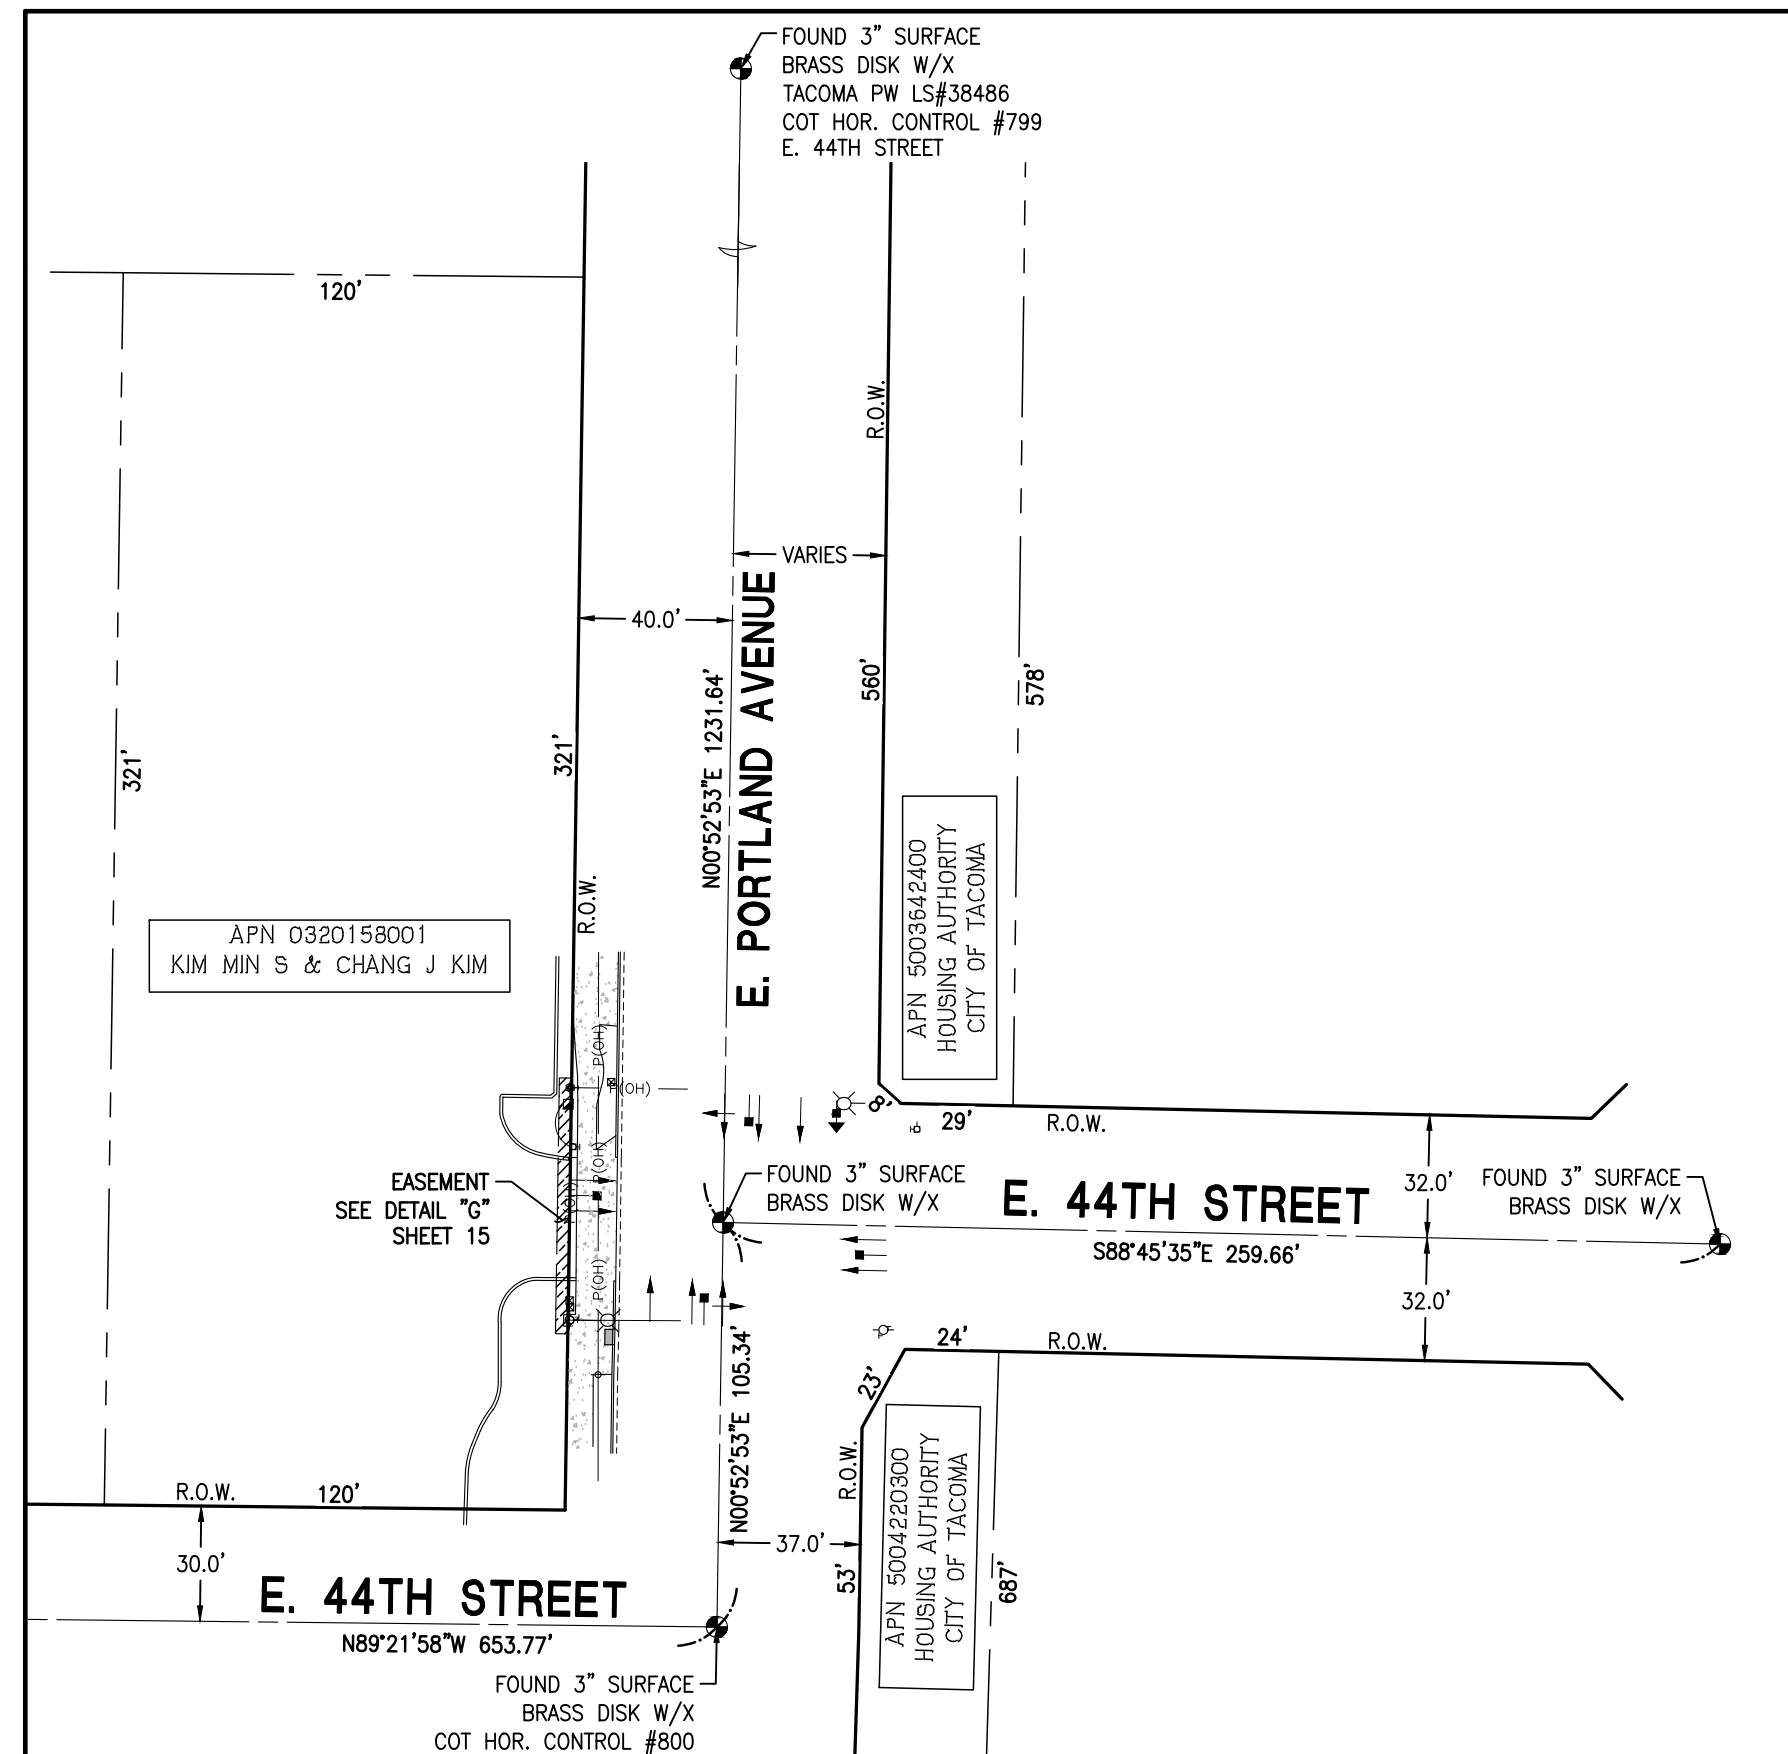 FOUND 3" SURFACE
BRASS DISK W/X
TACOMA PW LS#38486
COT HOR. CONTROL #799
E. 44TH STREET
120'
R.O.W.
VARIES
40.0'
E. PORTLAND AVENUE
N00°52'53"E 1231.64'
560'
578'
321'
321'
R.O.W.
APN 0320158001
KIM MIN S & CHANG J KIM
APN 5003642400
HOUSING AUTHORITY
CITY OF TACOMA
P(OH)
P(OH)
8'
29'
R.O.W.
P(OH)
EASEMENT
SEE DETAIL "G"
SHEET 15
FOUND 3" SURFACE
BRASS DISK W/X
E. 44TH STREET
32.0'
FOUND 3" SURFACE
BRASS DISK W/X
S88°45'35"E 259.66'
P(OH)
32.0'
24'
R.O.W.
23'
N00°52'53"E 105.34'
R.O.W.
APN 5004220300
HOUSING AUTHORITY
CITY OF TACOMA
R.O.W.
120'
37.0'
53'
687'
30.0'
E. 44TH STREET
N89°21'58"W 653.77'
FOUND 3" SURFACE
BRASS DISK W/X
COT HOR. CONTROL #800